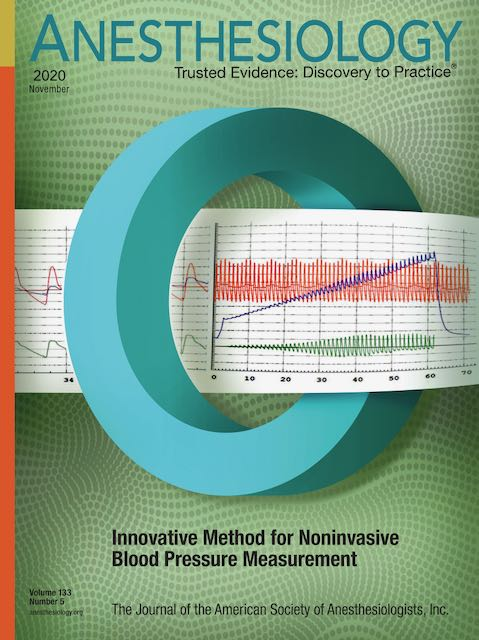 ANESTHESIOLOGY
2020
November
Trusted Evidence: Discovery to Practice®
34
0 10 20 30 40 50 60 70
Innovative Method for Noninvasive
Blood Pressure Measurement
Volume 133
Number 5
anesthesiology.org
The Journal of the American Society of Anesthesiologists, Inc.